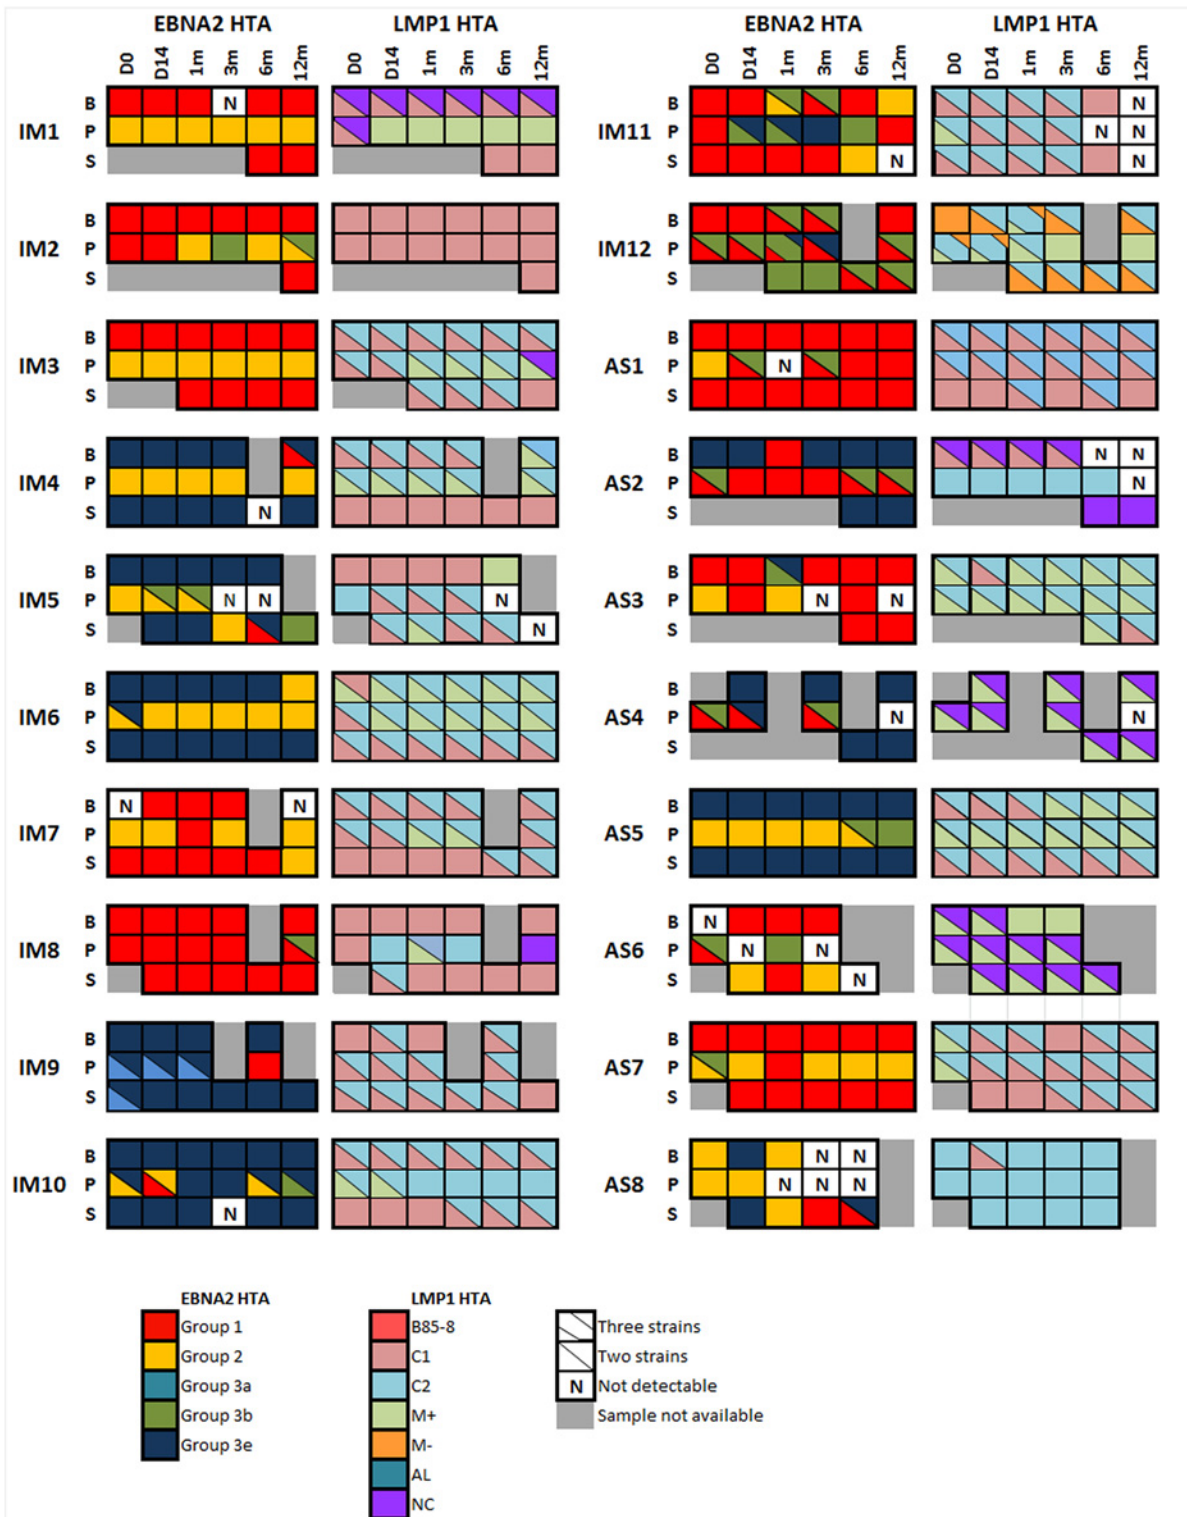 EBNA2 HTA LMP1 HTA EBNA2 HTA LMP1 HTA
D0 D14 1m 3m 6m 12m D0 D14 1m 3m 6m 12m D0 D14 1m 3m 6m 12m D0 D14 1m 3m 6m 12m
B N B N
IM1 P IM11 P N N
S S N N
B B
IM2 P IM12 P
S S
B B
IM3 P AS1 P N
S S
B B N N
IM4 P AS2 P N
S N S
B B
IM5 P N N N AS3 P N N
S N S
B B
IM6 P AS4 P N N
S S
B N N B
IM7 P AS5 P
S S
B B N
IM8 P AS6 P N N
S S N
B B
IM9 P AS7 P
S S
B B N N
IM10 P AS8 P N N N
S N S
EBNA2 HTA LMP1 HTA
Group 1 B85-8 Three strains
Group 2 C1 Two strains
Group 3a C2 N Not detectable
Group 3b M+ Sample not available
Group 3e M-
AL
NC